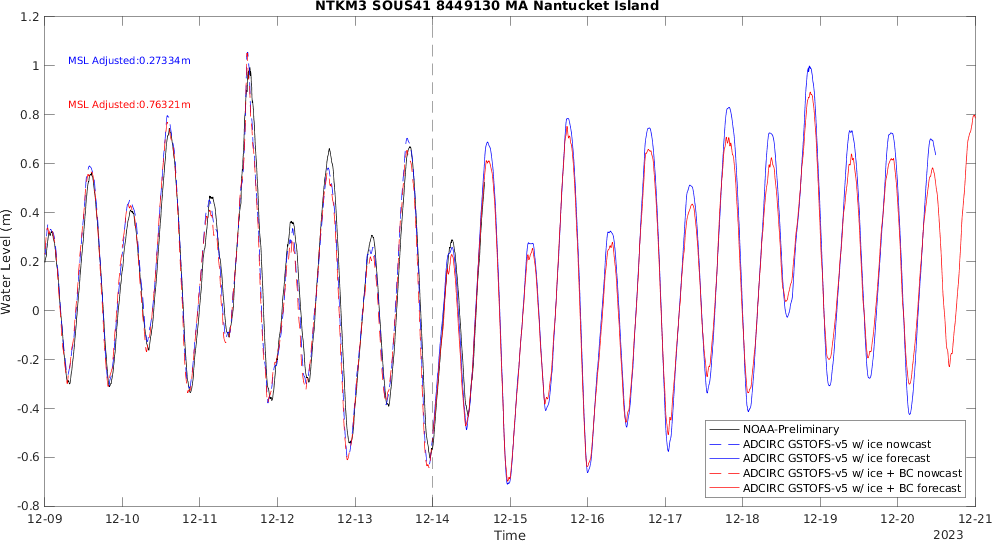 NTKM3 SOUS41 8449130 MA Nantucket Island
1.2
1
0.8
0.6
0.4
0.2
0
-0.2
-0.4
-0.6
-0.8
Water Level (m)
MSL Adjusted:0.27334m
MSL Adjusted:0.76321m
NOAA-Preliminary
ADCIRC GSTOFS-v5 w/ ice nowcast
ADCIRC GSTOFS-v5 w/ ice forecast
ADCIRC GSTOFS-v5 w/ ice + BC nowcast
ADCIRC GSTOFS-v5 w/ ice + BC forecast
12-09 12-10 12-11 12-12 12-13 12-14 12-15 12-16 12-17 12-18 12-19 12-20 12-21
Time
2023